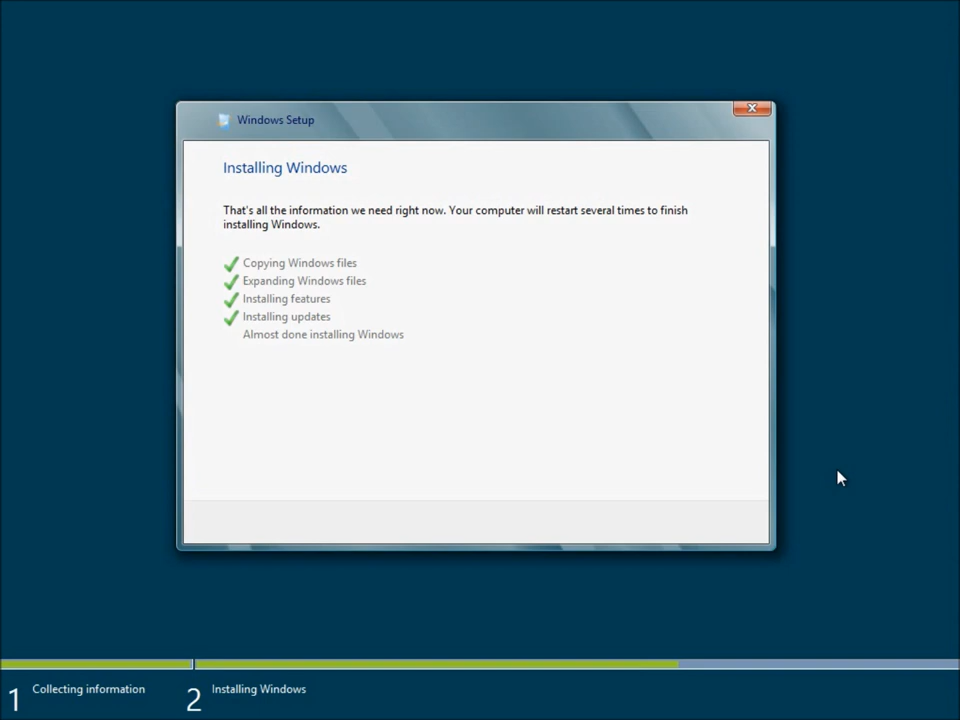 Windows Setup
Installing Windows
That's all the information we need right now. Your computer will restart several times to finish
installing Windows.
Copying Windows files
Expanding Windows files
Installing features
Installing updates
Almost done installing Windows
1 Collecting information 2 Installing Windows